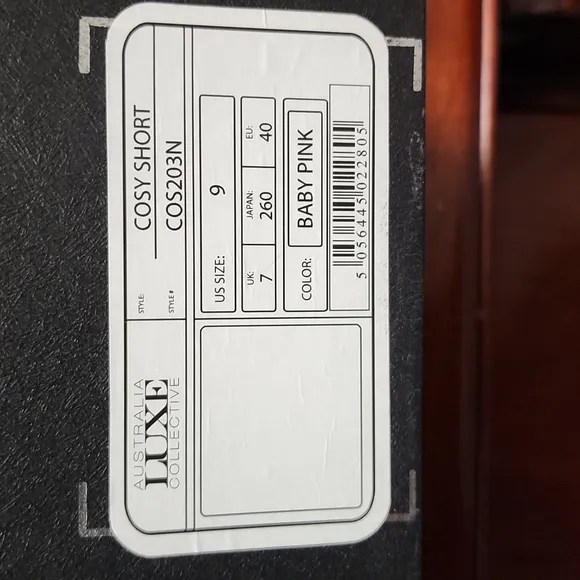 AUSTRALIA
LUXE
COLLECTIVE
STYLE: COSY SHORT
STYLE # COS203N
US SIZE: 9
UK: 7 JAPAN: 260 EU: 40
COLOR: BABY PINK
5 056445 022805